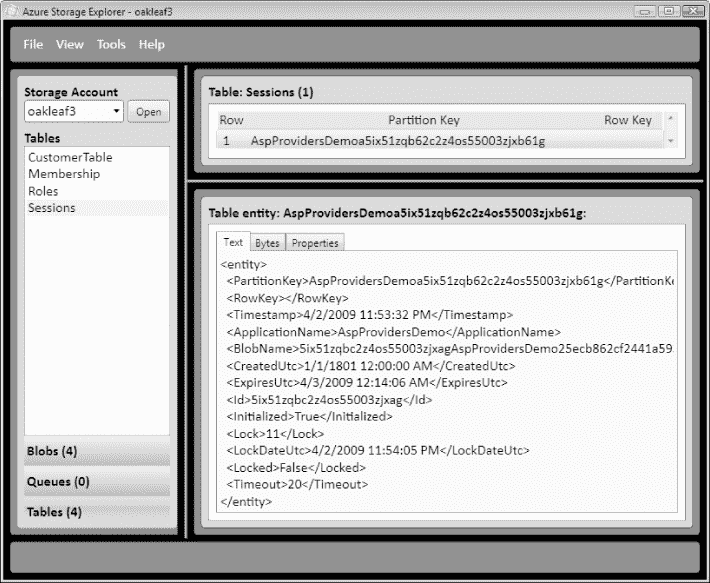 Azure Storage Explorer - oakleaf3
File View Tools Help
Storage Account
oakleaf3 Open
Tables
CustomerTable
Membership
Roles
Sessions
Blobs (4)
Queues (0)
Tables (4)
Table: Sessions (1)
Row Partition Key Row Key
1 AspProvidersDemoa5ix51zqb62c2z4os55003zjxb61g
Table entity: AspProvidersDemoa5ix51zqb62c2z4os55003zjxb61g:
Text Bytes Properties
<entity>
<PartitionKey>AspProvidersDemoa5ix51zqb62c2z4os55003zjxb61g</PartitionKe
<RowKey></RowKey>
<Timestamp>4/2/2009 11:53:32 PM</Timestamp>
<ApplicationName>AspProvidersDemo</ApplicationName>
<BlobName>5ix51zqbc2z4os55003zjxagAspProvidersDemo25ecb862cf2441a59
<CreatedUtc>1/1/1801 12:00:00 AM</CreatedUtc>
<ExpiresUtc>4/3/2009 12:14:06 AM</ExpiresUtc>
<Id>5ix51zqbc2z4os55003zjxag</Id>
<Initialized>True</Initialized>
<Lock>11</Lock>
<LockDateUtc>4/2/2009 11:54:05 PM</LockDateUtc>
<Locked>False</Locked>
<Timeout>20</Timeout>
</entity>